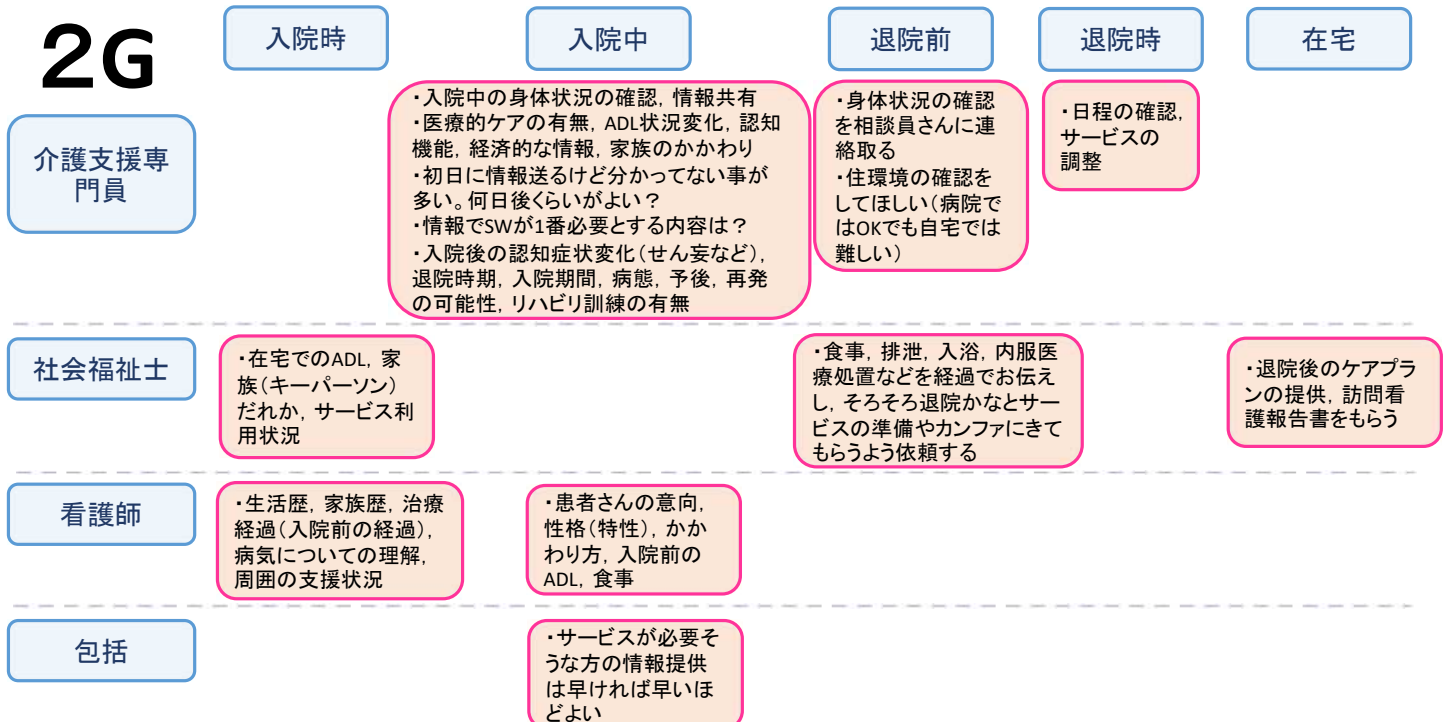 2G
入院時
入院中
退院前
退院時
在宅
介護支援専
門員
・入院中の身体状況の確認，情報共有
・医療的ケアの有無，ADL状況変化，認知
機能，経済的な情報，家族のかかわり
・初日に情報送るけど分かってない事が
多い。何日後くらいがよい？
・情報でSWが1番必要とする内容は？
・入院後の認知症状変化（せん妄など），
退院時期，入院期間，病態，予後，再発
の可能性，リハビリ訓練の有無
・身体状況の確認
を相談員さんに連
絡取る
・住環境の確認を
してほしい（病院で
はOKでも自宅では
難しい）
・日程の確認，
サービスの
調整
社会福祉士
・在宅でのADL，家
族（キーパーソン）
だれか，サービス利
用状況
・食事，排泄，入浴，内服医
療処置などを経過でお伝え
し，そろそろ退院かなとサー
ビスの準備やカンファにきて
もらうよう依頼する
・退院後のケアプラ
ンの提供，訪問看
護報告書をもらう
看護師
・生活歴，家族歴，治療
経過（入院前の経過），
病気についての理解，
周囲の支援状況
・患者さんの意向，
性格（特性），かか
わり方，入院前の
ADL，食事
包括
・サービスが必要そ
うな方の情報提供
は早ければ早いほ
どよい